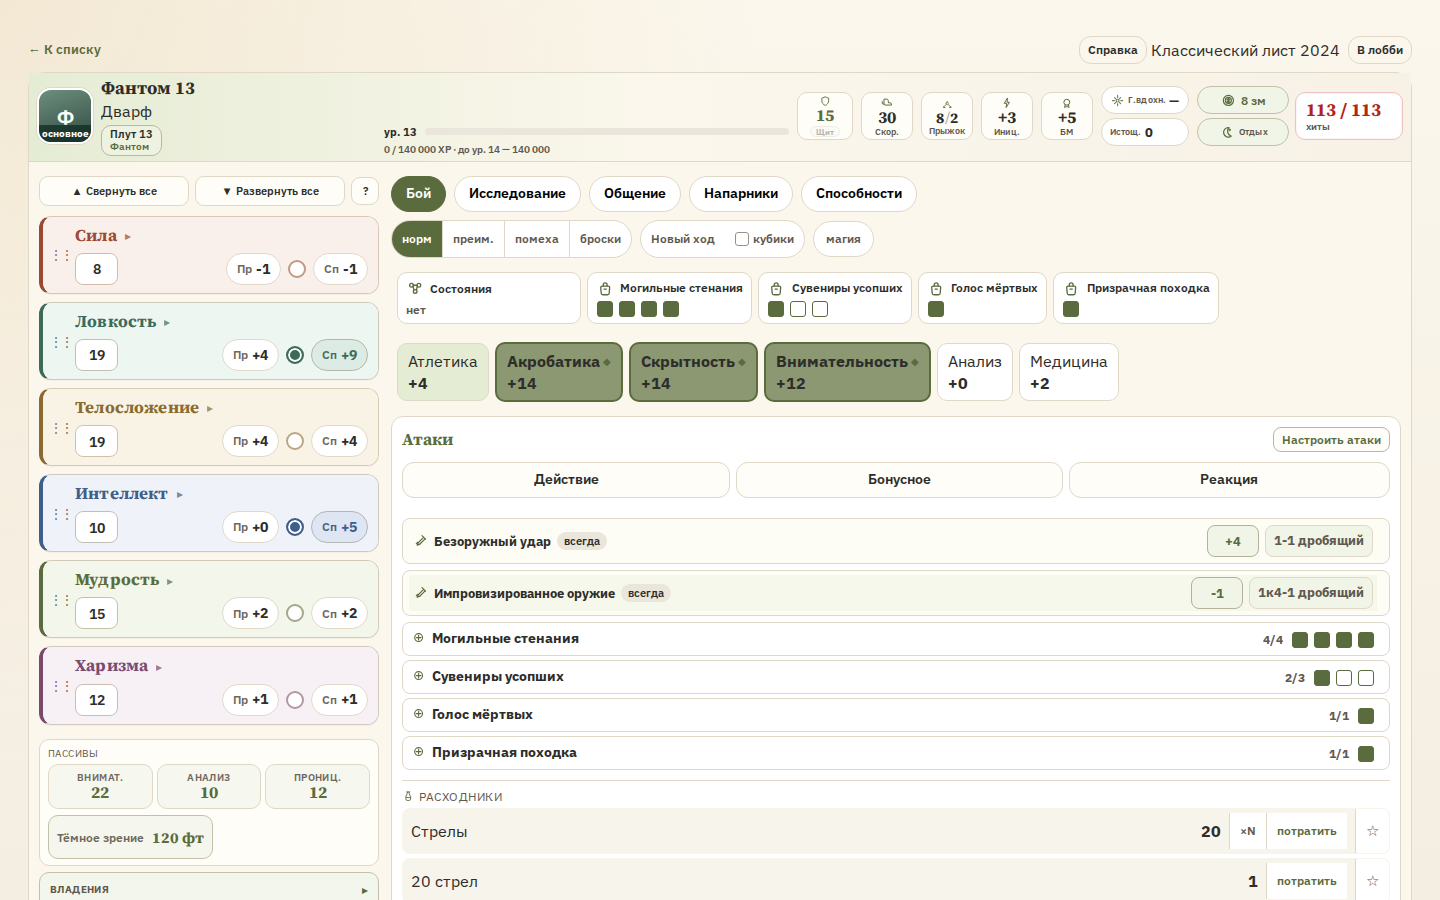 ← К списку
Справка Классический лист 2024 В лобби
Ф
основное
Фантом 13
Дварф
Плут 13
Фантом
ур. 13
0 / 140 000 XP · до ур. 14 — 140 000
15
Щит
30
Скор.
8/2
Прыжок
+3
Иниц.
+5
БМ
Г.вдохн. —
Истощ. 0
8 зм
Отдых
113 / 113
хиты
▲ Свернуть все ▼ Развернуть все ?
Сила ▸
8 Пр -1 Сп -1
Ловкость ▸
19 Пр +4 Сп +9
Телосложение ▸
19 Пр +4 Сп +4
Интеллект ▸
10 Пр +0 Сп +5
Мудрость ▸
15 Пр +2 Сп +2
Харизма ▸
12 Пр +1 Сп +1
ПАССИВЫ
ВНИМАТ.
22
АНАЛИЗ
10
ПРОНИЦ.
12
Тёмное зрение 120 фт
ВЛАДЕНИЯ ▸
Бой Исследование Общение Напарники Способности
норм преим. помеха броски Новый ход кубики магия
Состояния
нет
Могильные стенания
Сувениры усопших
Голос мёртвых
Призрачная походка
Атлетика
+4
Акробатика ◆
+14
Скрытность ◆
+14
Внимательность ◆
+12
Анализ
+0
Медицина
+2
Атаки Настроить атаки
Действие Бонусное Реакция
Безоружный удар всегда +4 1-1 дробящий
Импровизированное оружие всегда -1 1к4-1 дробящий
Могильные стенания 4/4
Сувениры усопших 2/3
Голос мёртвых 1/1
Призрачная походка 1/1
РАСХОДНИКИ
Стрелы 20 ×N потратить ☆
20 стрел 1 потратить ☆